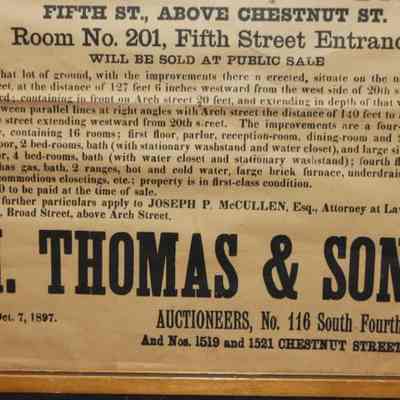 FIFTH ST., ABOVE CHESTNUT ST.
Room No. 201, Fifth Street Entranc
WILL BE SOLD AT PUBLIC SALE
hat lot of ground, with the improvements there n erected, situate on the n
et, at the distance of 127 feet 6 inches westward from the west side of 20th s
rd; containing in front on Arch street 20 feet, and extending in depth of that w
ween parallel lines at right angles with Arch street the distance of 140 feet to
street extending westward from 20th street. The improvements are a four-
, containing 16 rooms; first floor, parlor, reception-room, dining-room and
oor, 2 bed-rooms, bath (with stationary washstand and water closet), and large si
r, 4 bed-rooms, bath (with water closet and stationary washstand); fourth fl
has gas, bath, 2 ranges, hot and cold water, large brick furnace, underdrain
ommodious closetings, etc.; property is in first-class condition.
0 to be paid at the time of sale.
further particulars apply to JOSEPH P. McCULLEN, Esq., Attorney at Law
, Broad Street, above Arch Street.
. THOMAS & SON
Oct. 7, 1897.
AUCTIONEERS, No. 116 South Fourth
And Nos. 1519 and 1521 CHESTNUT STREET